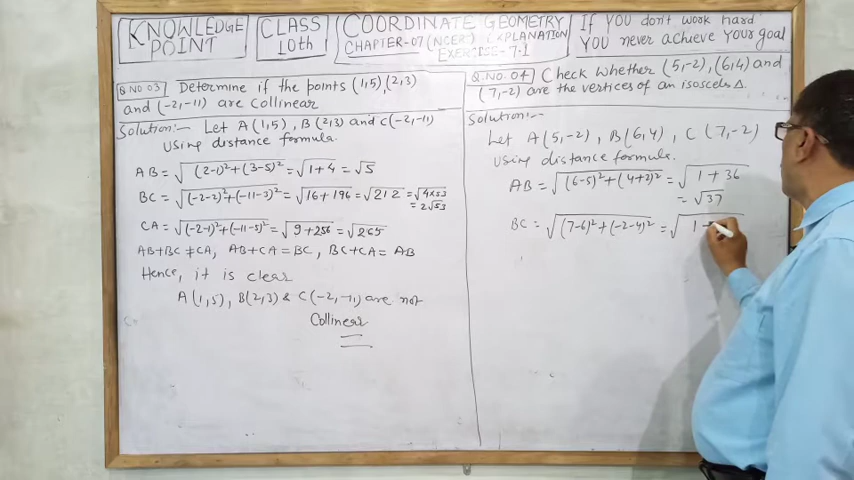 KNOWLEDGE POINT
CLASS 10th
COORDINATE GEOMETRY
CHAPTER-07 (NCERT) EXPLANATION
EXERCISE-7.1
If YOU don't work hard
YOU never achieve YOUR goal
Q NO 03 Determine if the points (1,5), (2,3)
and (-2,-11) are collinear
Solution:- Let A(1,5), B(2,3) and C(-2,-11)
using distance formula.
AB = √(2-1)²+(3-5)² = √1+4 = √5
BC = √(-2-2)²+(-11-3)² = √16+196 = √212 = √4×53
= 2√53
CA = √(-2-1)²+(-11-5)² = √9+256 = √265
AB+BC ≠ CA, AB+CA = BC, BC+CA = AB
Hence, it is clear
A(1,5), B(2,3) & C(-2,-11) are not
Collinear
Q.NO. 04 Check whether (5,-2), (6,4) and
(7,-2) are the vertices of an isosceles Δ.
Solution:-
Let A(5,-2), B(6,4), C(7,-2)
using distance formula.
AB = √(6-5)²+(4+2)² = √1+36
= √37
BC = √(7-6)²+(-2-4)² = √1